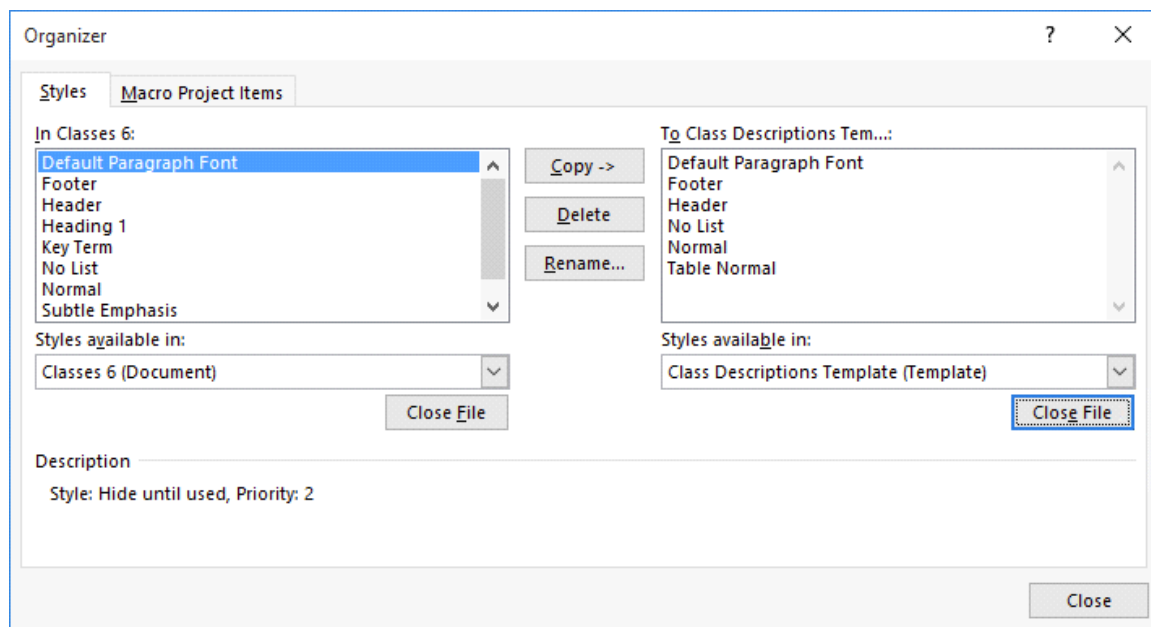 Organizer
?
Styles
Macro Project Items
In Classes 6:
Default Paragraph Font
Footer
Header
Heading 1
Key Term
No List
Normal
Subtle Emphasis
Copy ->
Delete
Rename...
To Class Descriptions Tem...:
Default Paragraph Font
Footer
Header
No List
Normal
Table Normal
Styles available in:
Classes 6 (Document)
Close File
Styles available in:
Class Descriptions Template (Template)
Close File
Description
Style: Hide until used, Priority: 2
Close